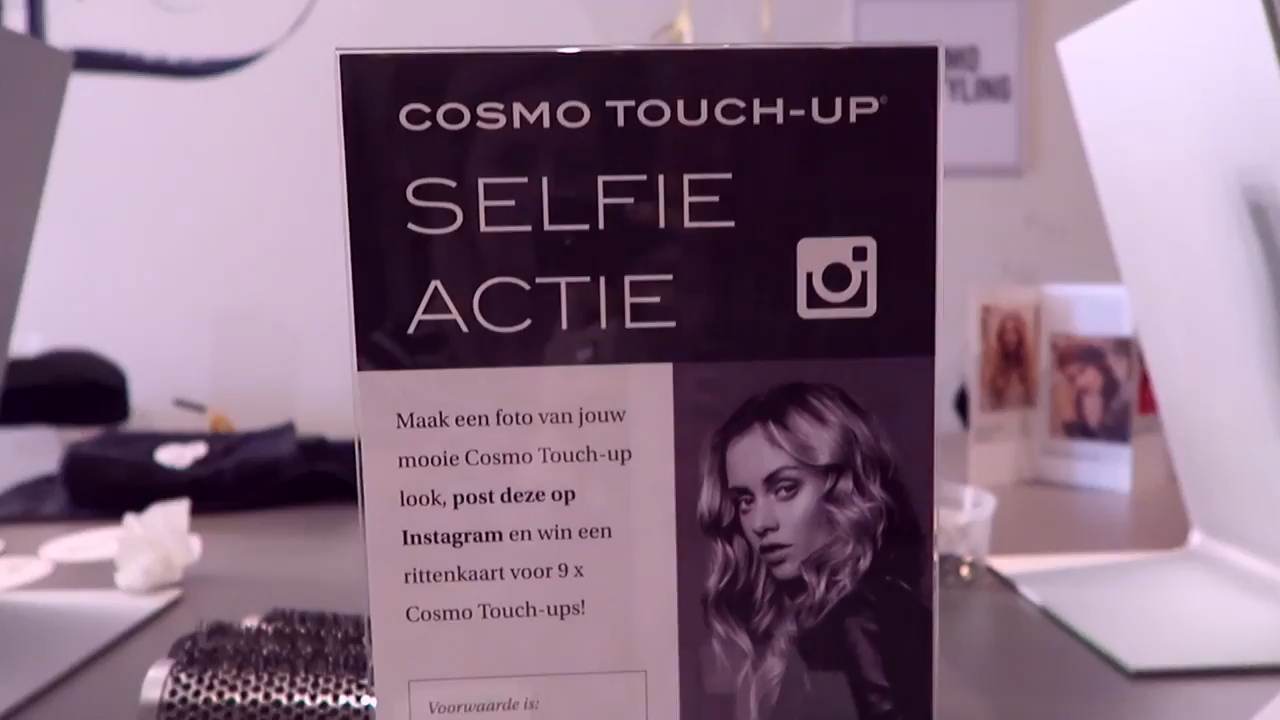 COSMO TOUCH-UP©
SELFIE
ACTIE
Maak een foto van jouw
mooie Cosmo Touch-up
look, post deze op
Instagram en win een
rittenkaart voor 9 x
Cosmo Touch-ups!
Voorwaarde is: